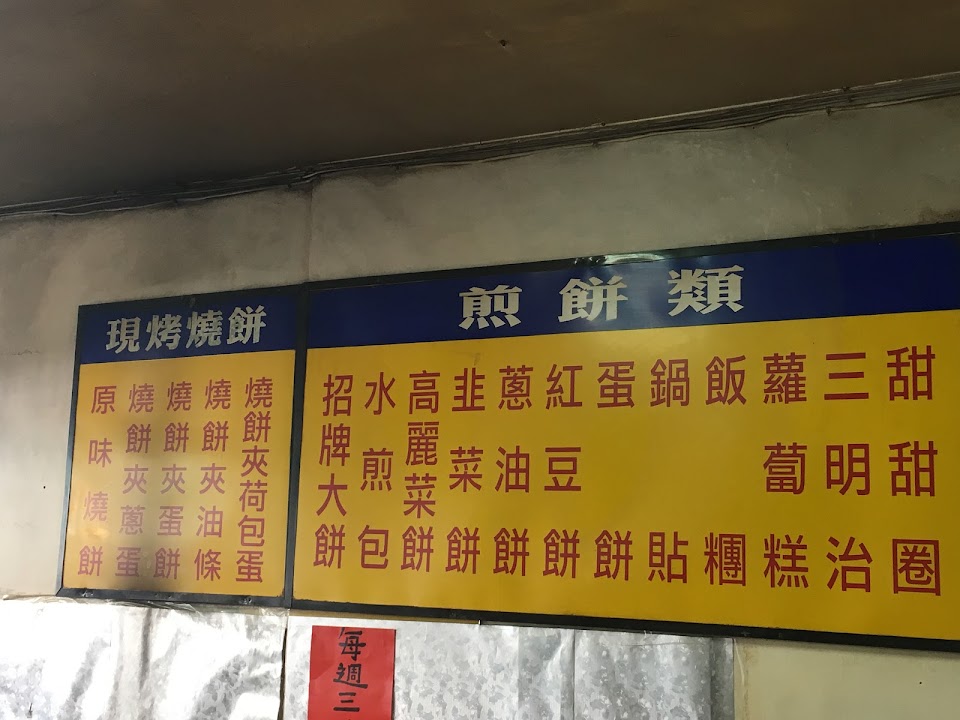 現烤燒餅
原味燒餅
燒餅夾蔥蛋
燒餅夾蛋餅
燒餅夾油條
燒餅夾荷包蛋
煎餅類
招牌大餅
水煎包
高麗菜餅
韭菜餅
蔥油餅
紅豆餅
蛋餅
鍋貼
飯糰
蘿蔔糕
三明治
甜甜圈
每週三